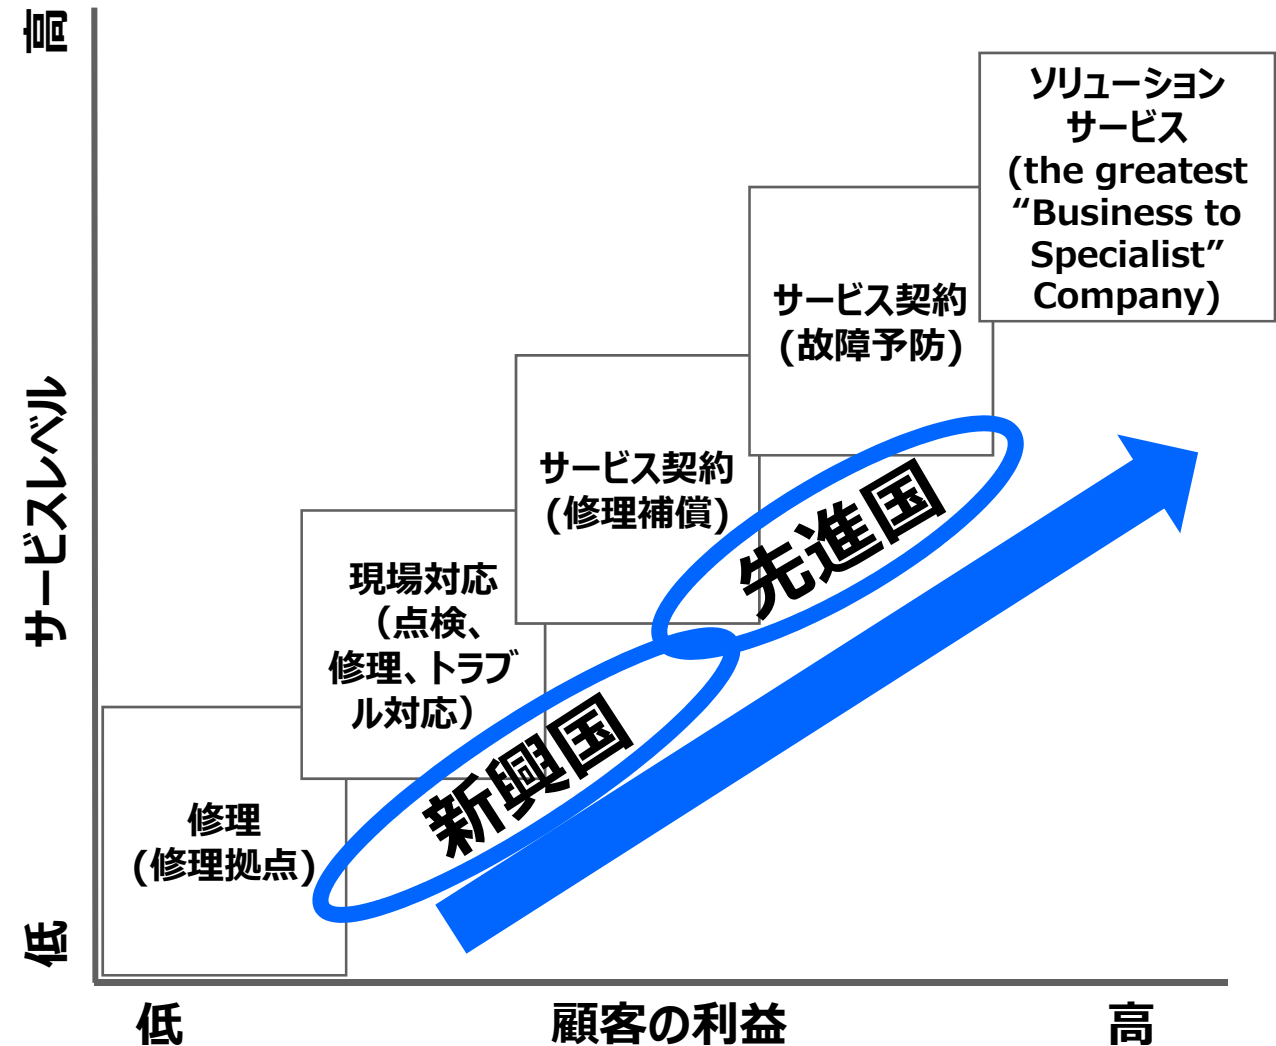 高
サービスレベル
低
ソリューション
サービス
(the greatest
“Business to
Specialist”
Company)
サービス契約
(故障予防)
サービス契約
(修理補償)
現場対応
（点検、
修理、トラブ
ル対応）
修理
(修理拠点)
先進国
新興国
低
顧客の利益
高